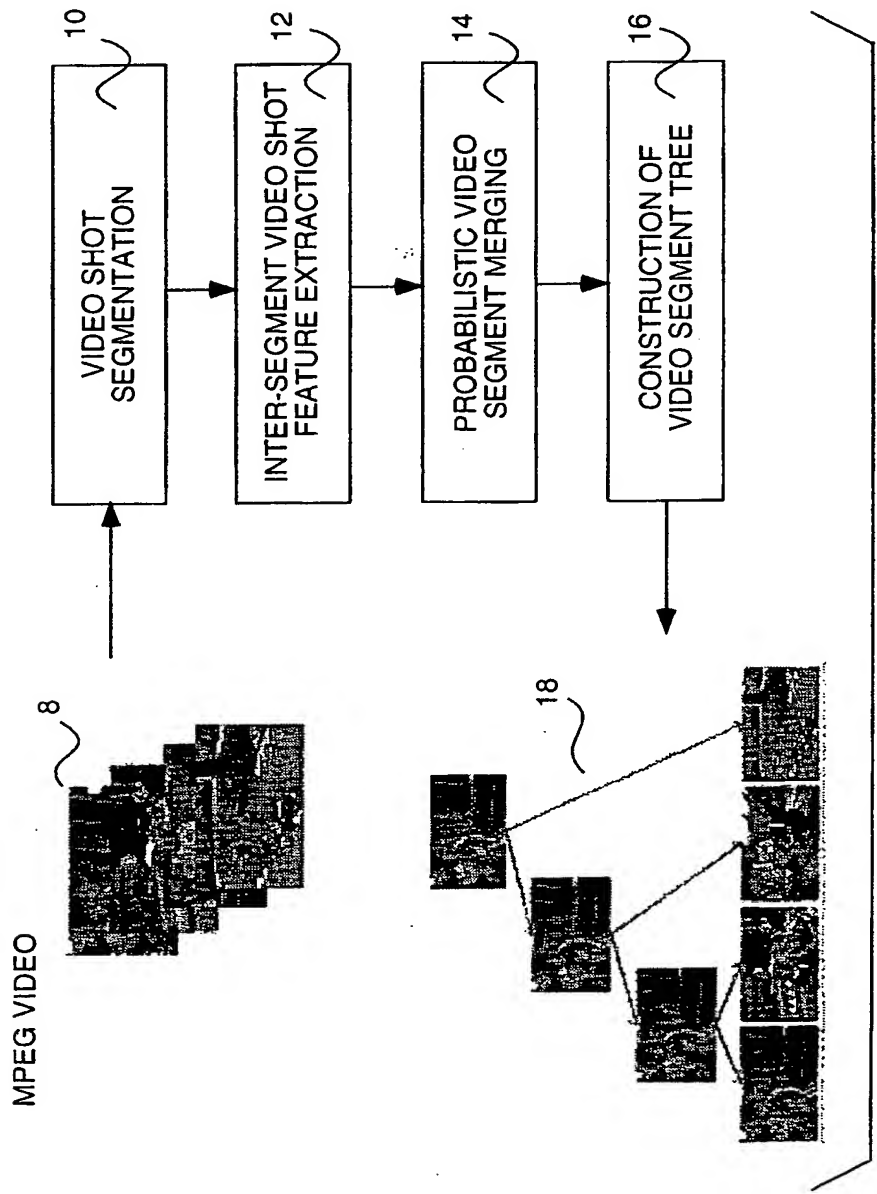 MPEG VIDEO
8
VIDEO SHOT
SEGMENTATION
10
INTER-SEGMENT VIDEO SHOT
FEATURE EXTRACTION
12
PROBABILISTIC VIDEO
SEGMENT MERGING
14
CONSTRUCTION OF
VIDEO SEGMENT TREE
16
18